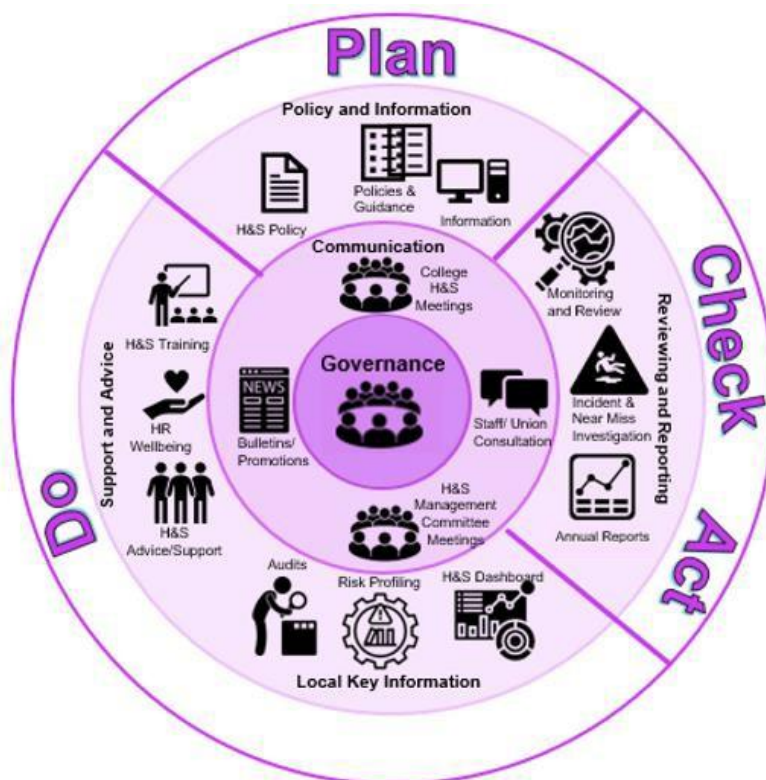 Plan
Policy and Information
H&S Policy
Policies &
Guidance
Information
Communication
College
H&S
Meetings
Governance
NEWS
Bulletins/
Promotions
Staff/ Union
Consultation
H&S
Management
Committee
Meetings
Check
Act
Reviewing and Reporting
Monitoring
and Review
Incident &
Near Miss
Investigation
Annual Reports
Do
Support and Advice
H&S Training
HR
Wellbeing
H&S
Advice/Support
Audits
Risk Profiling
H&S Dashboard
Local Key Information